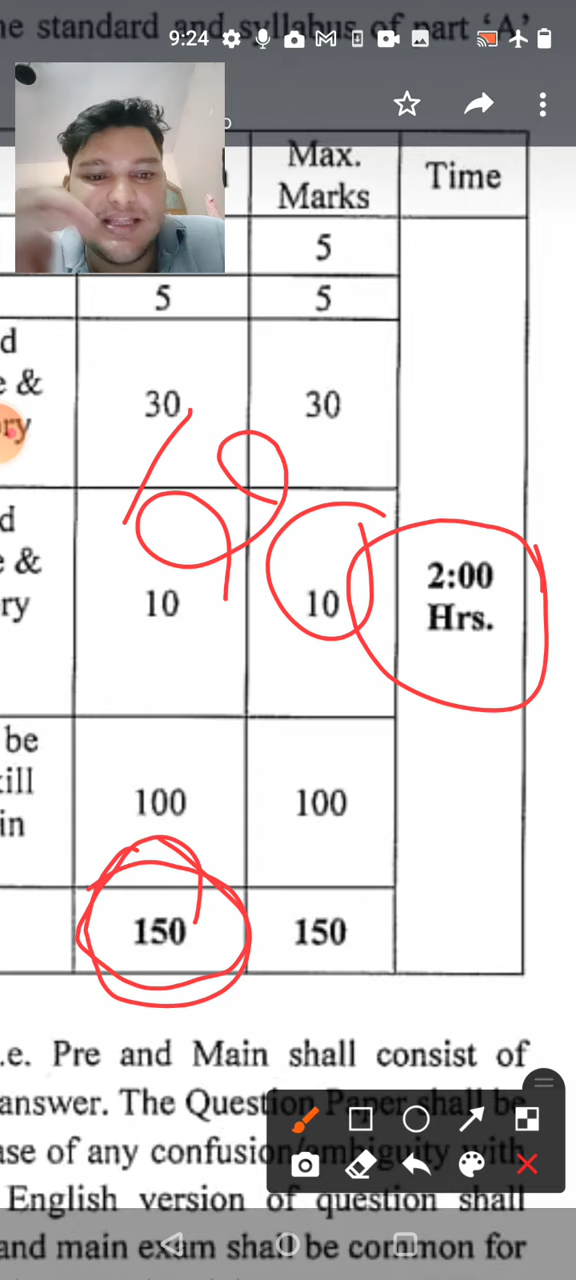 e standard and syllabus of part ‘A’
9:24
Max.
Marks
Time
5
5
5
d
e &
ry
30
30
d
e &
ry
10
10
2:00
Hrs.
be
in
100
100
150
150
.e. Pre and Main shall consist of
answer. The Question Paper shall be
ase of any confusion/ambiguity with
English version of question shall
and main exam shall be common for